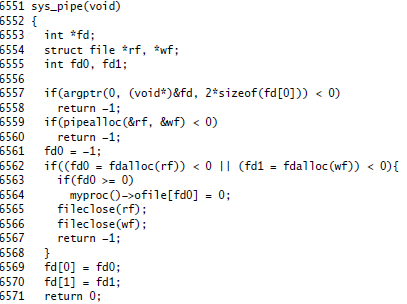 6551 sys_pipe(void)
6552 {
6553   int *fd;
6554   struct file *rf, *wf;
6555   int fd0, fd1;
6556
6557   if(argptr(0, (void*)&fd, 2*sizeof(fd[0])) < 0)
6558     return -1;
6559   if(pipealloc(&rf, &wf) < 0)
6560     return -1;
6561   fd0 = -1;
6562   if((fd0 = fdalloc(rf)) < 0 || (fd1 = fdalloc(wf)) < 0){
6563     if(fd0 >= 0)
6564       myproc()->ofile[fd0] = 0;
6565     fileclose(rf);
6566     fileclose(wf);
6567     return -1;
6568   }
6569   fd[0] = fd0;
6570   fd[1] = fd1;
6571   return 0;